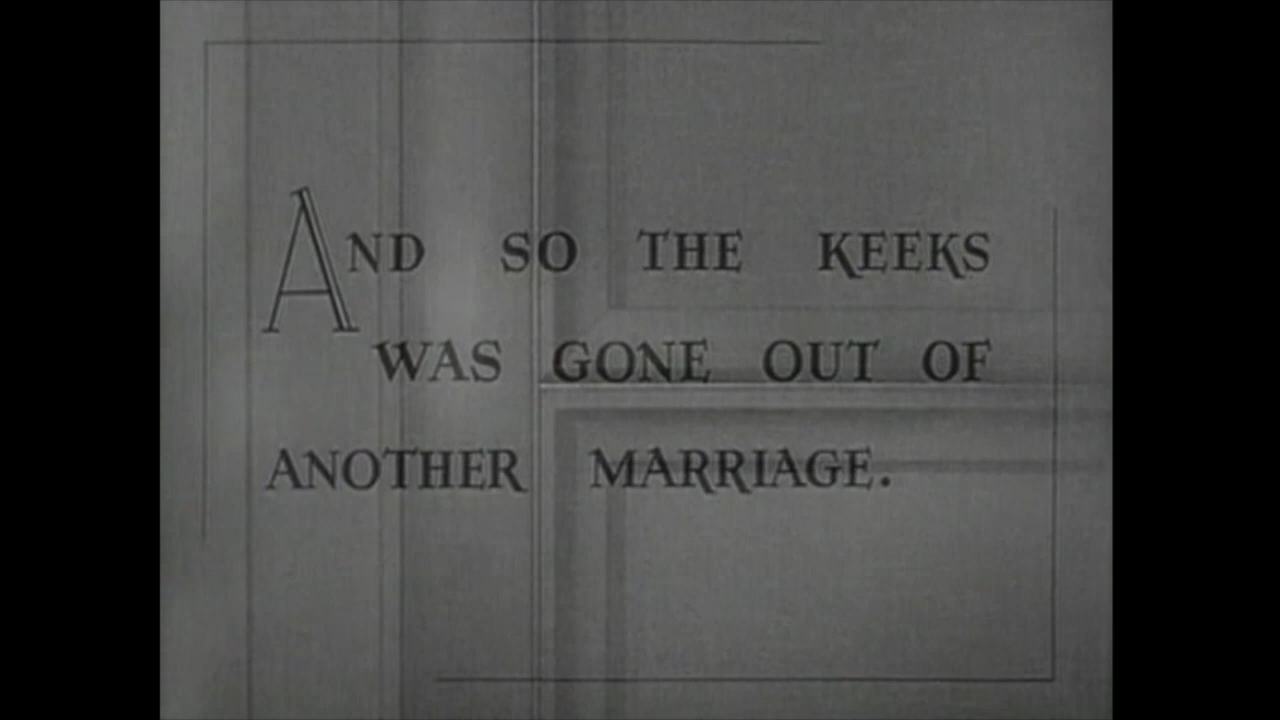 AND SO THE KEEKS
WAS GONE OUT OF
ANOTHER MARRIAGE.